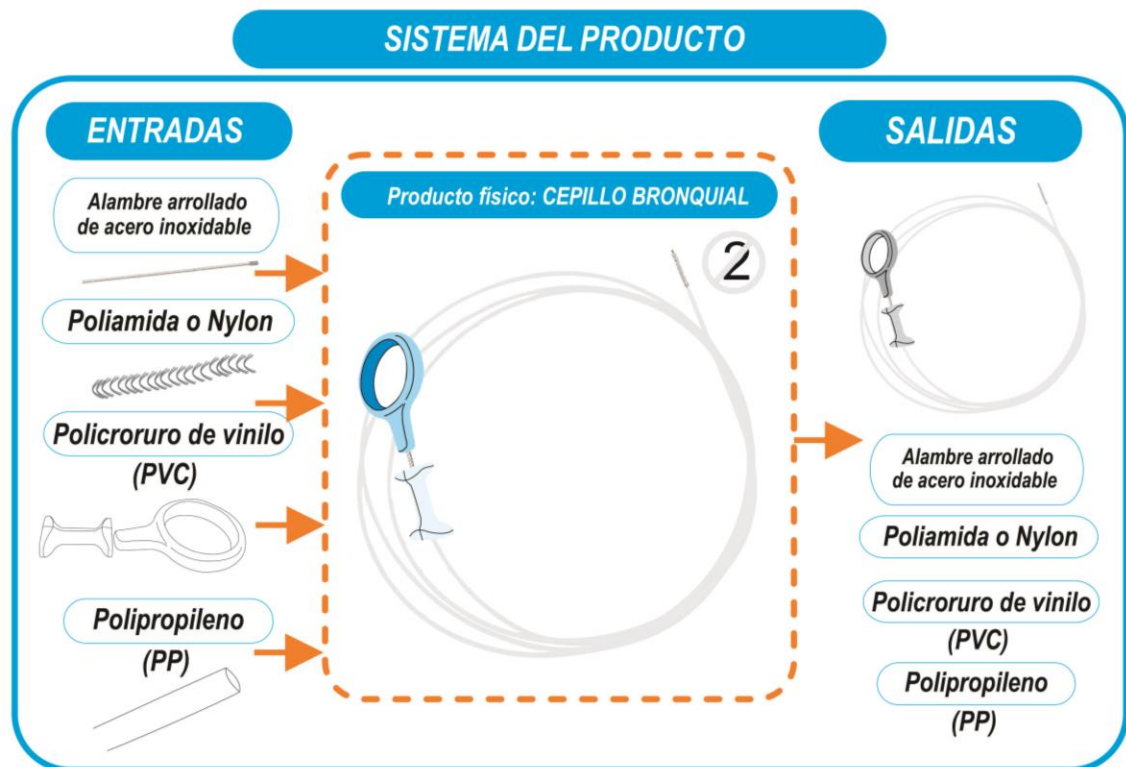 SISTEMA DEL PRODUCTO
ENTRADAS
Alambre arrollado
de acero inoxidable
Poliamida o Nylon
Policroruro de vinilo
(PVC)
Polipropileno
(PP)
Producto físico: CEPILLO BRONQUIAL
2
SALIDAS
Alambre arrollado
de acero inoxidable
Poliamida o Nylon
Policroruro de vinilo
(PVC)
Polipropileno
(PP)